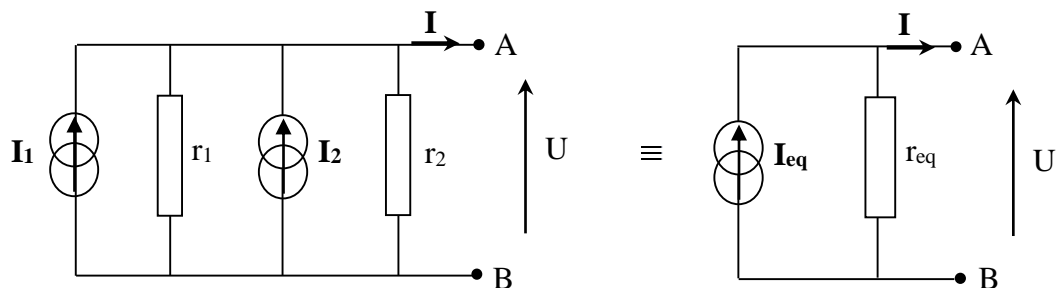 I A I A
I1 r1 I2 r2 U ≡ Ieq req U
B B